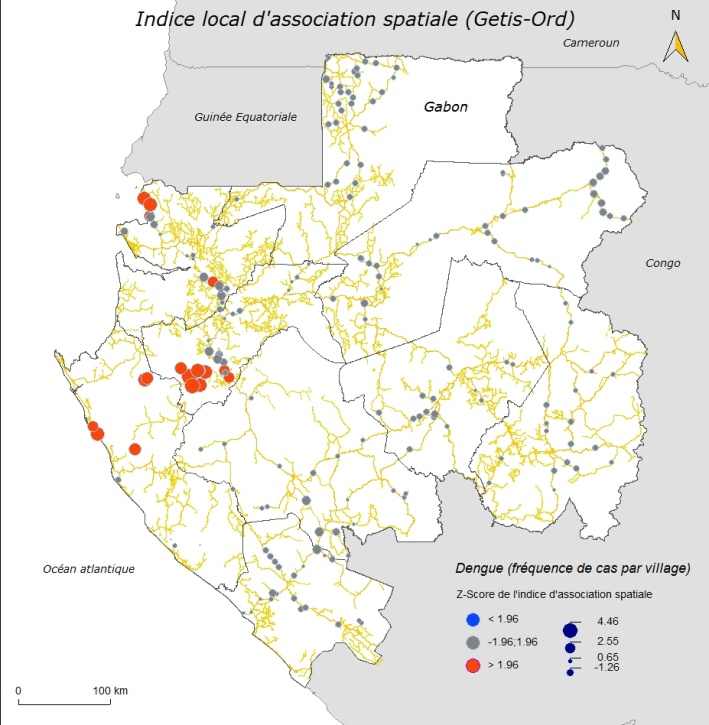 Indice local d'association spatiale (Getis-Ord)
N
Cameroun
Gabon
Guinée Equatoriale
Congo
Océan atlantique
Dengue (fréquence de cas par village)
Z-Score de l'indice d'association spatiale
< 1.96
-1.96;1.96
> 1.96
4.46
2.55
0.65
-1.26
0 100 km